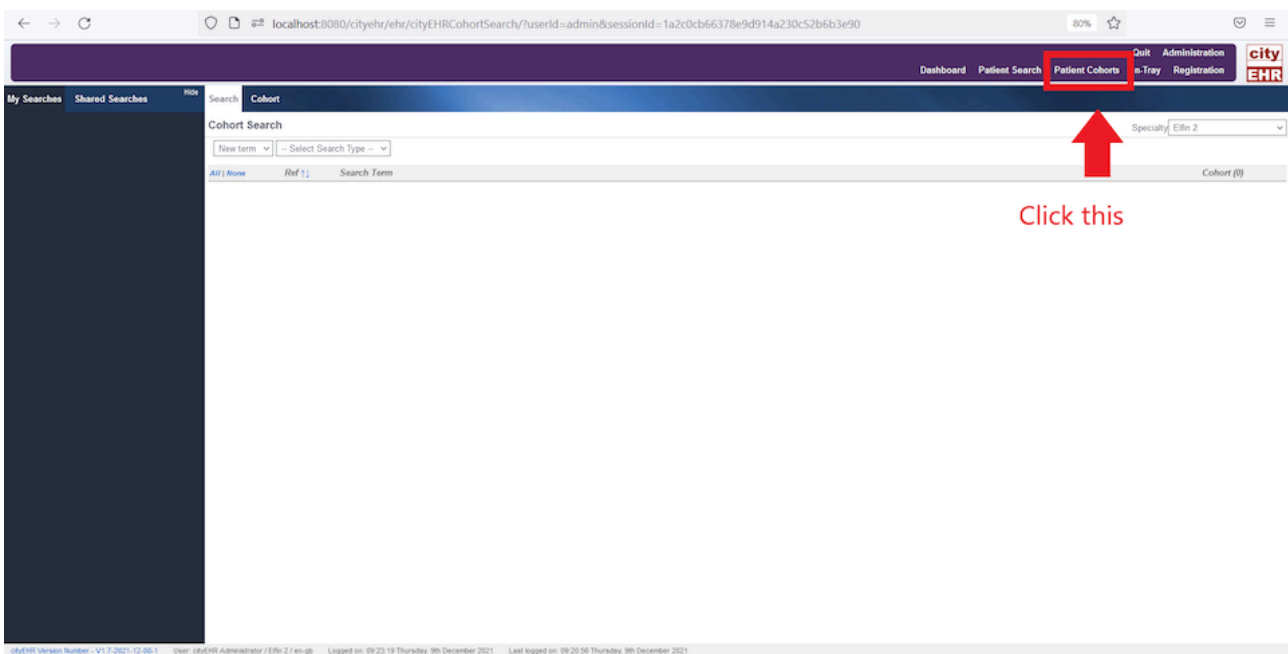 localhost:8080/cityehr/ehr/cityEHRCohortSearch/?userId=admin&sessionId=1a2c0cb66378e9d914a230c52b6b3e90 80%
Quit Administration
Dashboard Patient Search Patient Cohorts n-Tray Registration
city
EHR
My Searches Shared Searches Hide Search Cohort
Cohort Search Specialty Elfin 2
New term -- Select Search Type --
All | None Ref ↑↓ Search Term Cohort (0)
Click this
cityEHR Version Number - V1.7-2021-12-08-1 User: cityEHR Administrator / Elfin 2 / en-gb Logged on: 09:23:19 Thursday, 9th December 2021 Last logged on: 09:20:56 Thursday, 9th December 2021